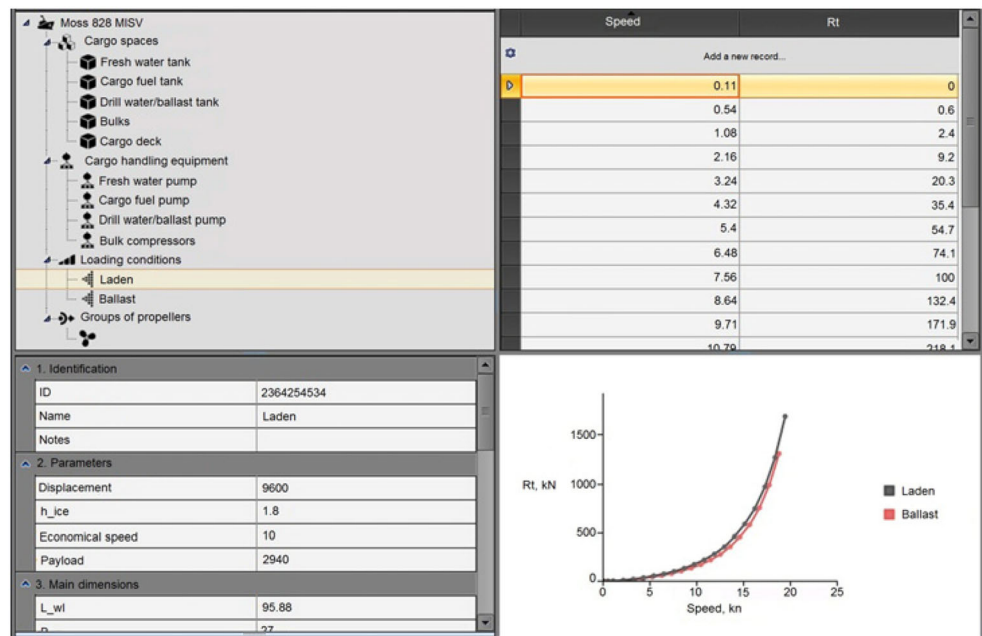 Moss 828 MISV
Cargo spaces
Fresh water tank
Cargo fuel tank
Drill water/ballast tank
Bulks
Cargo deck
Cargo handling equipment
Fresh water pump
Cargo fuel pump
Drill water/ballast pump
Bulk compressors
Loading conditions
Laden
Ballast
Groups of propellers
Speed Rt
Add a new record...
0.11 0
0.54 0.6
1.08 2.4
2.16 9.2
3.24 20.3
4.32 35.4
5.4 54.7
6.48 74.1
7.56 100
8.64 132.4
9.71 171.9
10.79 218.1
1. Identification
ID 2364254534
Name Laden
Notes
2. Parameters
Displacement 9600
h_ice 1.8
Economical speed 10
Payload 2940
3. Main dimensions
L_wl 95.88
27
Rt, kN
1500
1000
500
0
0 5 10 15 20 25
Speed, kn
Laden
Ballast